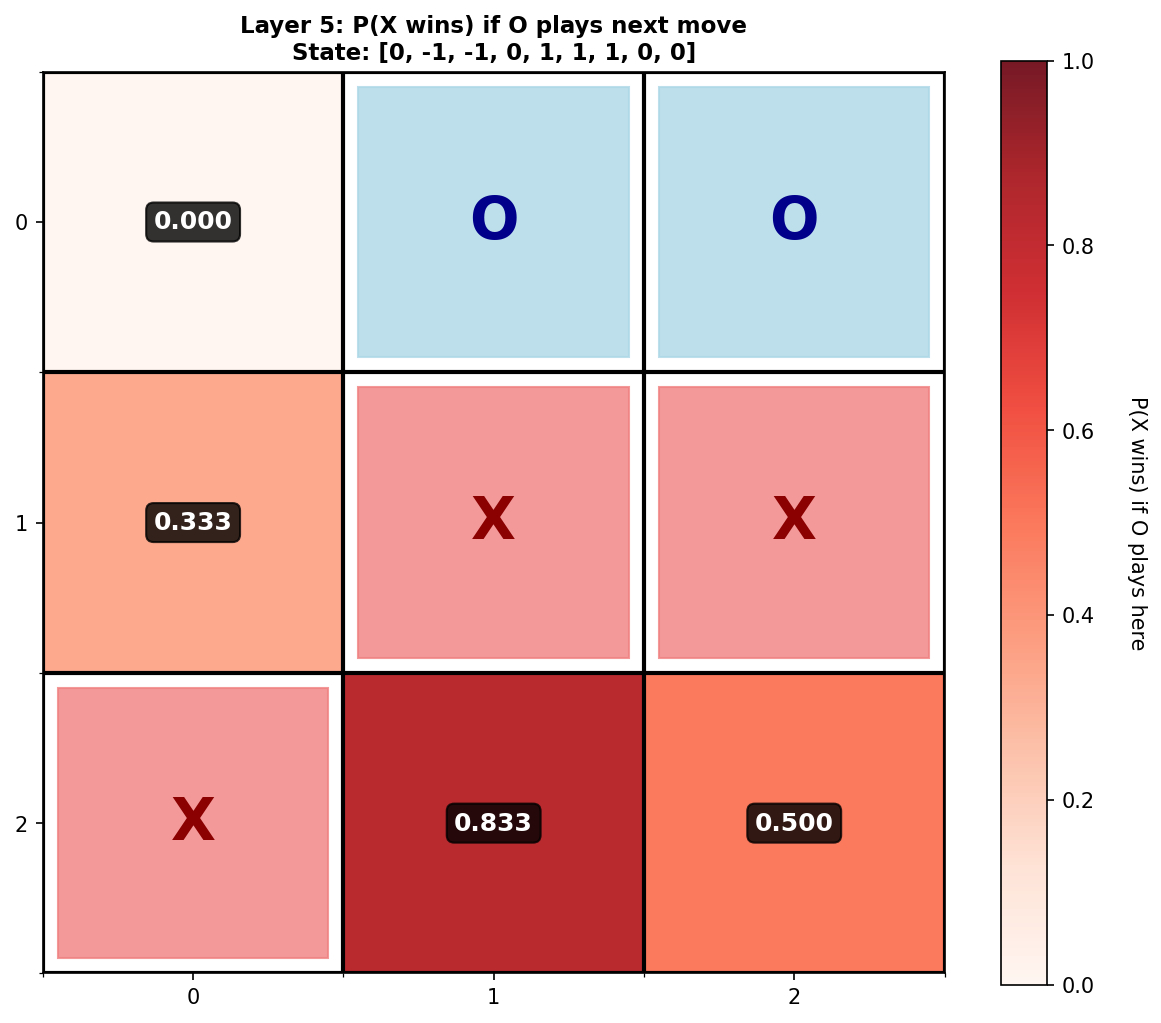 Layer 5: P(X wins) if O plays next move
State: [0, -1, -1, 0, 1, 1, 1, 0, 0]
0
0.000
O
O
1
0.333
X
X
2
X
0.833
0.500
0
1
2
1.0
0.8
0.6
0.4
0.2
0.0
P(X wins) if O plays here